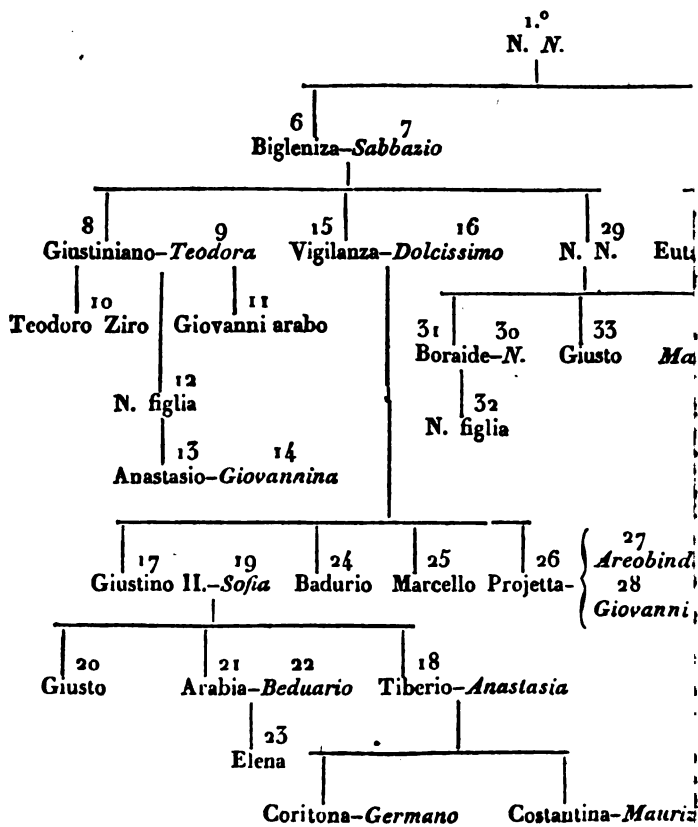 1.º
N. N.
6 7
Bigleniza–Sabbazio
8 9 15 16 29
Giustiniano–Teodora Vigilanza–Dolcissimo N. N.
10 11
Teodoro Ziro Giovanni arabo
31 30 33
Boraide–N. Giusto
12 32
N. figlia N. figlia
13 14
Anastasio–Giovannina
17 19 24 25 26 27
Areobind
Giustino II.–Sofia Badurio Marcello Projetta–
28
Giovanni
20 21 22 18
Giusto Arabia–Beduario Tiberio–Anastasia
23
Elena
Coritona–Germano Costantina–Mauriz